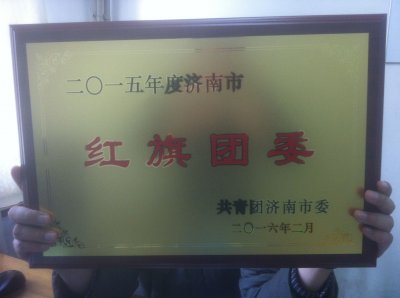 二〇一五年度济南市
红旗团委
共青团济南市委
二〇一六年二月